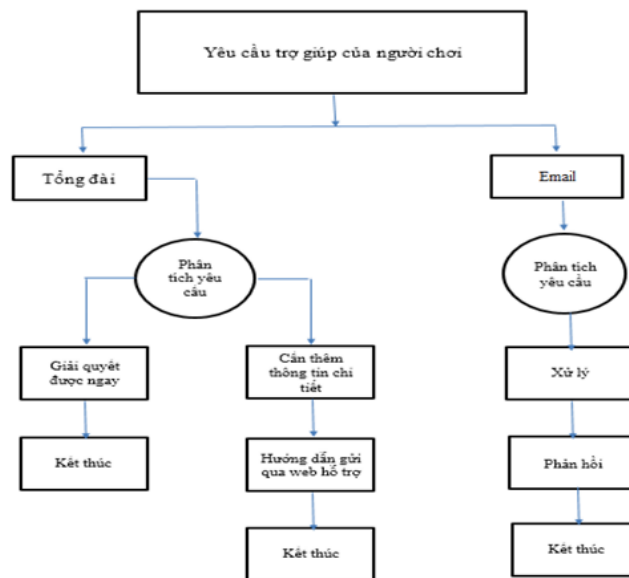 Yêu cầu trợ giúp của người chơi
Tổng đài
Email
Phân
tích yêu
cầu
Phân tích
yêu cầu
Giải quyết
được ngay
Cần thêm
thông tin chi
tiết
Xử lý
Kết thúc
Hướng dẫn gửi
qua web hỗ trợ
Phản hồi
Kết thúc
Kết thúc